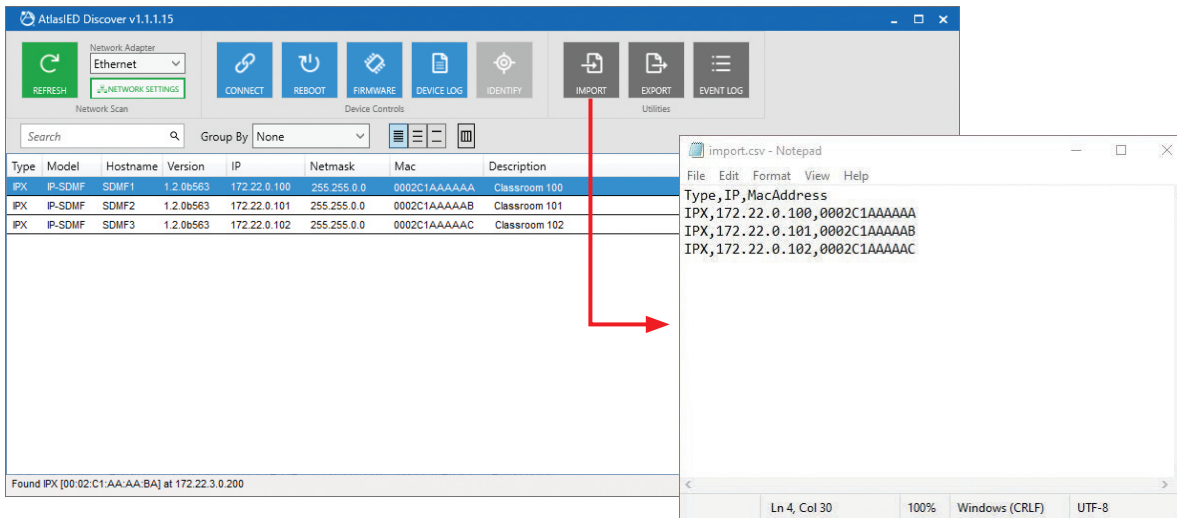 AtlasIED Discover v1.1.1.15
Network Adapter
Ethernet
NETWORK SETTINGS
REFRESH
Network Scan
CONNECT REBOOT FIRMWARE DEVICE LOG IDENTIFY
Device Controls
IMPORT EXPORT EVENT LOG
Utilities
Search Group By None
Type Model Hostname Version IP Netmask Mac Description
IPX IP-SDMF SDMF1 1.2.0b563 172.22.0.100 255.255.0.0 0002C1AAAAAA Classroom 100
IPX IP-SDMF SDMF2 1.2.0b563 172.22.0.101 255.255.0.0 0002C1AAAAAB Classroom 101
IPX IP-SDMF SDMF3 1.2.0b563 172.22.0.102 255.255.0.0 0002C1AAAAAC Classroom 102
Found IPX [00:02:C1:AA:AA:BA] at 172.22.3.0.200
import.csv - Notepad
File Edit Format View Help
Type,IP,MacAddress
IPX,172.22.0.100,0002C1AAAAAA
IPX,172.22.0.101,0002C1AAAAAB
IPX,172.22.0.102,0002C1AAAAAC
Ln 4, Col 30 100% Windows (CRLF) UTF-8